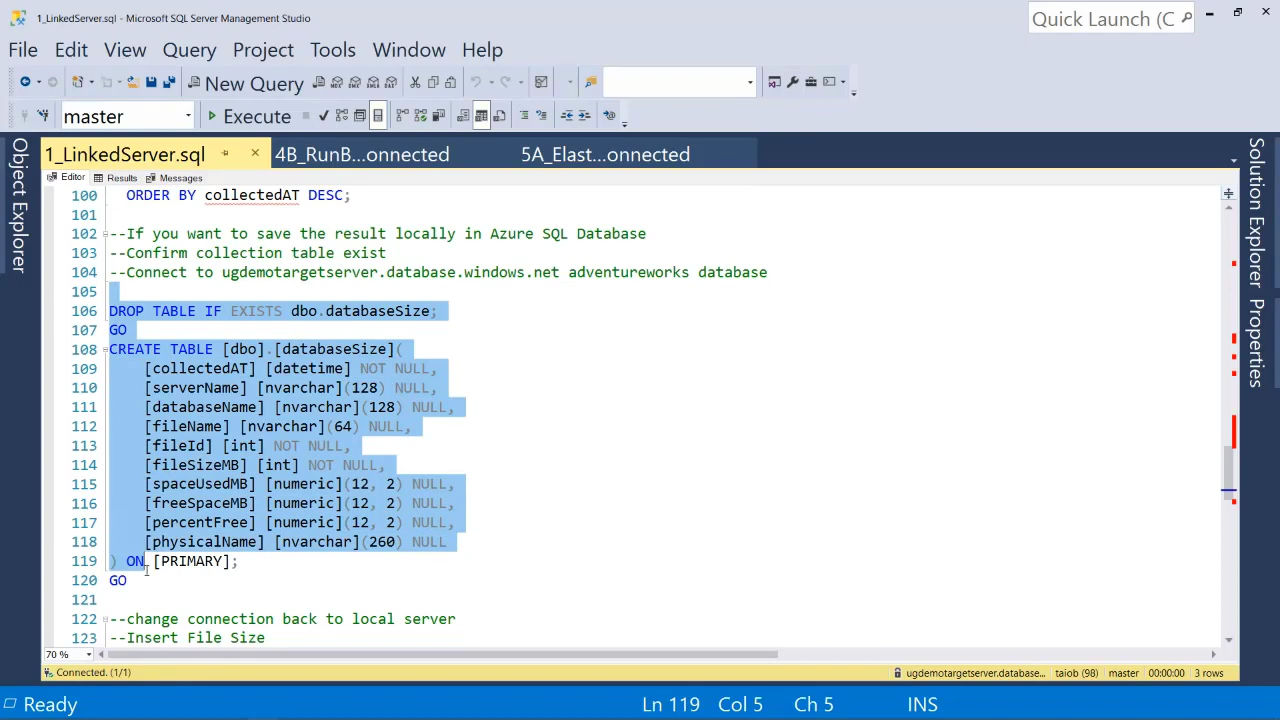 1_LinkedServer.sql - Microsoft SQL Server Management Studio
Quick Launch (C
File Edit View Query Project Tools Window Help
New Query
master
Execute
1_LinkedServer.sql
4B_RunB...onnected
5A_Elast...onnected
Object Explorer
Solution Explorer
Properties
Editor Results Messages
100 ORDER BY collectedAT DESC;
101
102 --If you want to save the result locally in Azure SQL Database
103 --Confirm collection table exist
104 --Connect to ugdemotargetserver.database.windows.net adventureworks database
105
106 DROP TABLE IF EXISTS dbo.databaseSize;
107 GO
108 CREATE TABLE [dbo].[databaseSize](
109 [collectedAT] [datetime] NOT NULL,
110 [serverName] [nvarchar](128) NULL,
111 [databaseName] [nvarchar](128) NULL,
112 [fileName] [nvarchar](64) NULL,
113 [fileId] [int] NOT NULL,
114 [fileSizeMB] [int] NOT NULL,
115 [spaceUsedMB] [numeric](12, 2) NULL,
116 [freeSpaceMB] [numeric](12, 2) NULL,
117 [percentFree] [numeric](12, 2) NULL,
118 [physicalName] [nvarchar](260) NULL
119 ) ON [PRIMARY];
120 GO
121
122 --change connection back to local server
123 --Insert File Size
70 %
Connected. (1/1)
ugdemotargetserver.database... taiob (98) master 00:00:00 3 rows
Ready
Ln 119 Col 5 Ch 5 INS